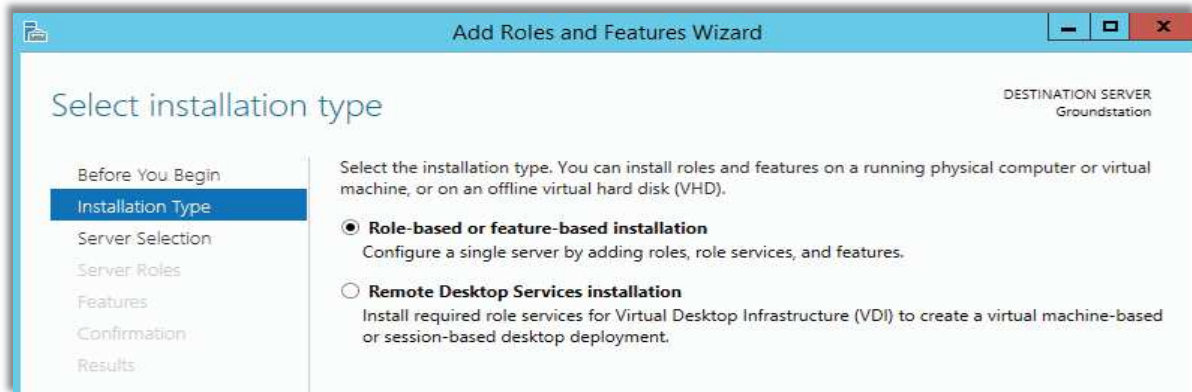 Add Roles and Features Wizard
Select installation type
DESTINATION SERVER
Groundstation
Before You Begin
Installation Type
Server Selection
Server Roles
Features
Confirmation
Results
Select the installation type. You can install roles and features on a running physical computer or virtual
machine, or on an offline virtual hard disk (VHD).
Role-based or feature-based installation
Configure a single server by adding roles, role services, and features.
Remote Desktop Services installation
Install required role services for Virtual Desktop Infrastructure (VDI) to create a virtual machine-based
or session-based desktop deployment.